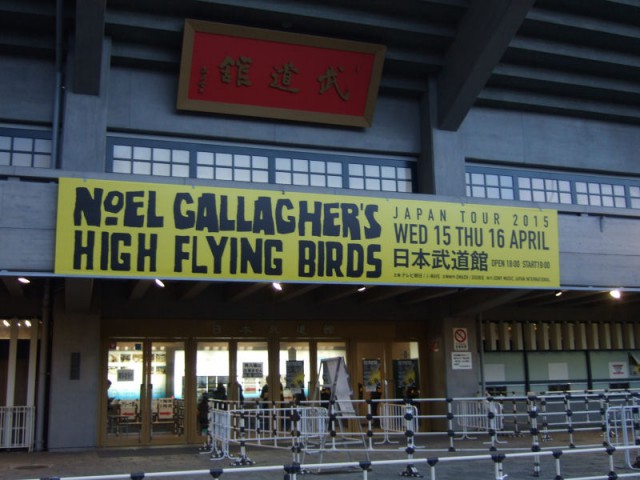 館道武
NOEL GALLAGHER'S
HIGH FLYING BIRDS
JAPAN TOUR 2015
WED 15 THU 16 APRIL
日本武道館 OPEN 18:00 START 19:00